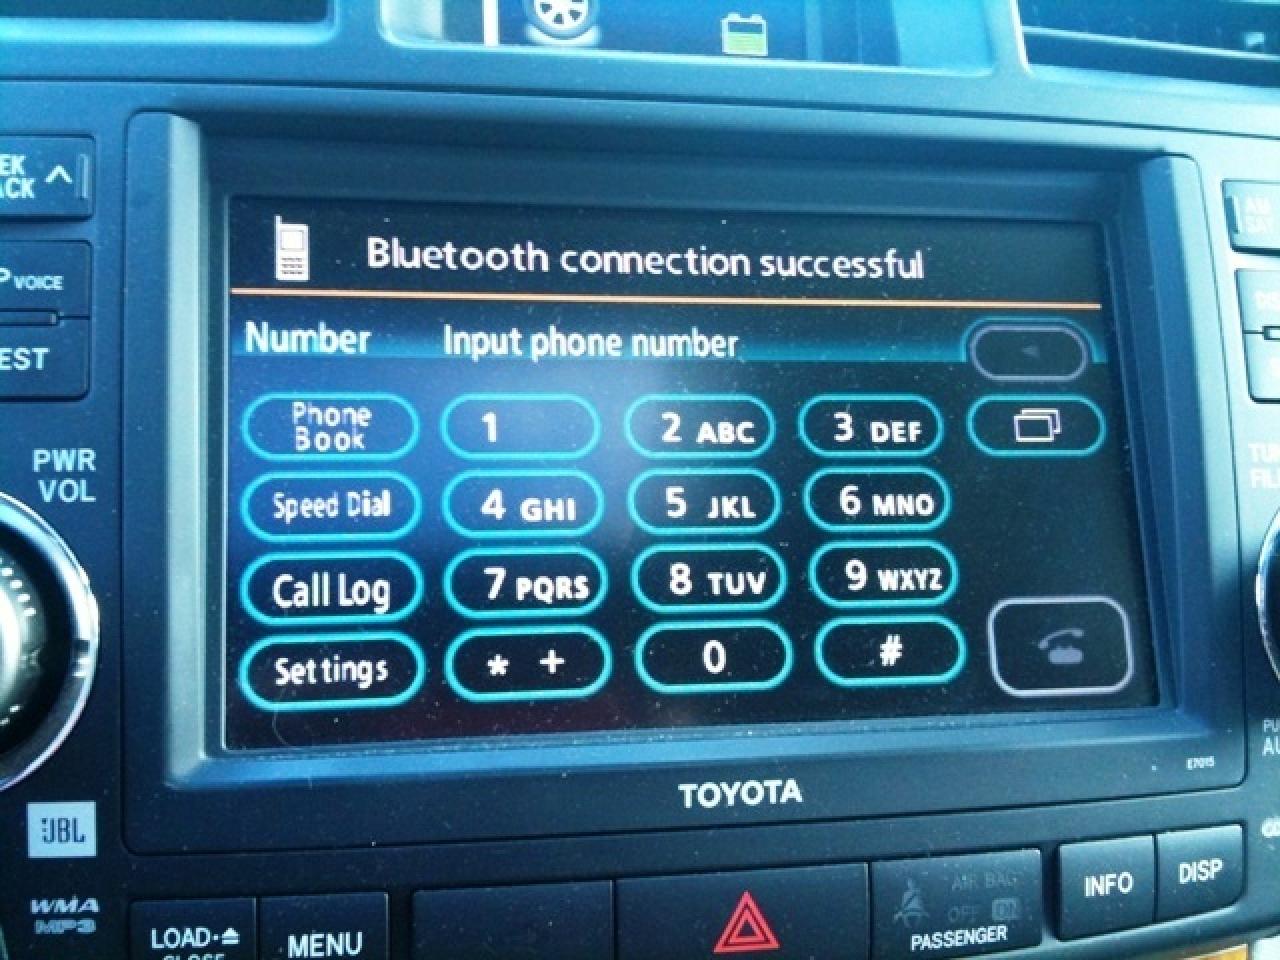 Bluetooth connection successful
Number Input phone number
Phone Book 1 2 ABC 3 DEF
Speed Dial 4 GHI 5 JKL 6 MNO
Call Log 7 PQRS 8 TUV 9 WXYZ
Settings * + 0 #
TOYOTA
E7015
VOICE
PWR
VOL
JBL
WMA
MP3
LOAD
MENU
AIR BAG
OFF ON
PASSENGER
INFO
DISP